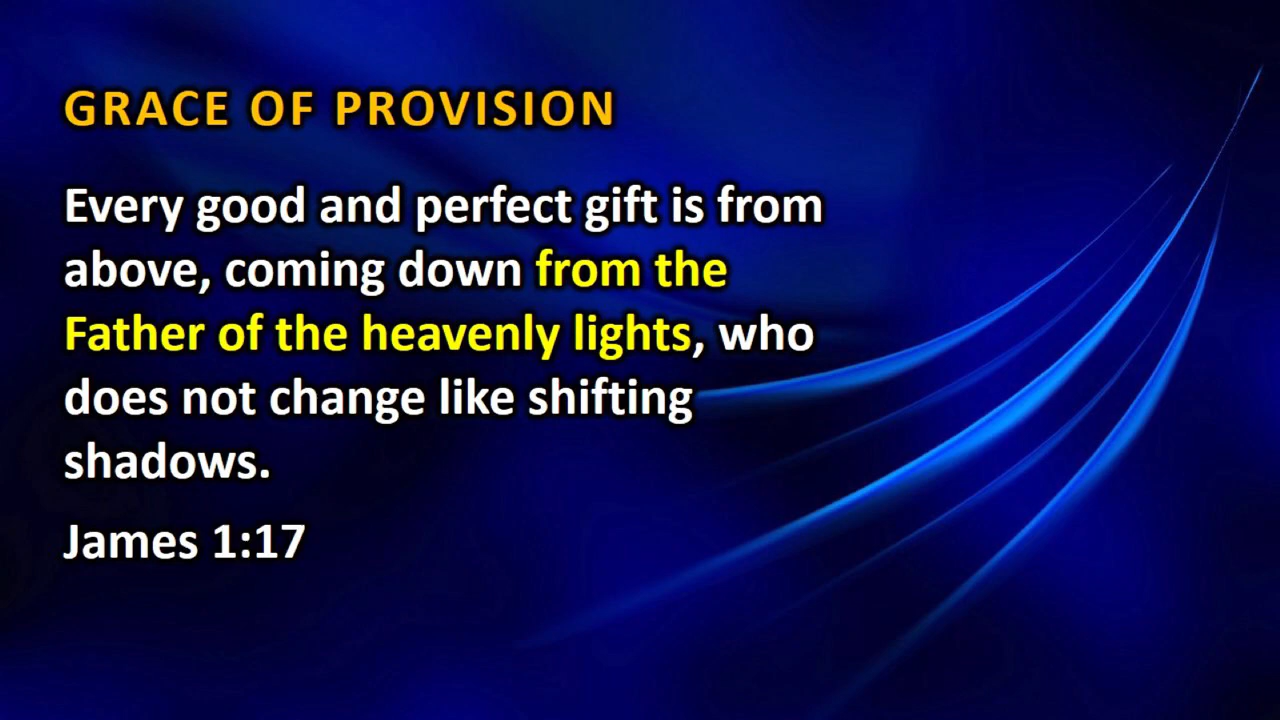 GRACE OF PROVISION
Every good and perfect gift is from
above, coming down from the
Father of the heavenly lights, who
does not change like shifting
shadows.
James 1:17